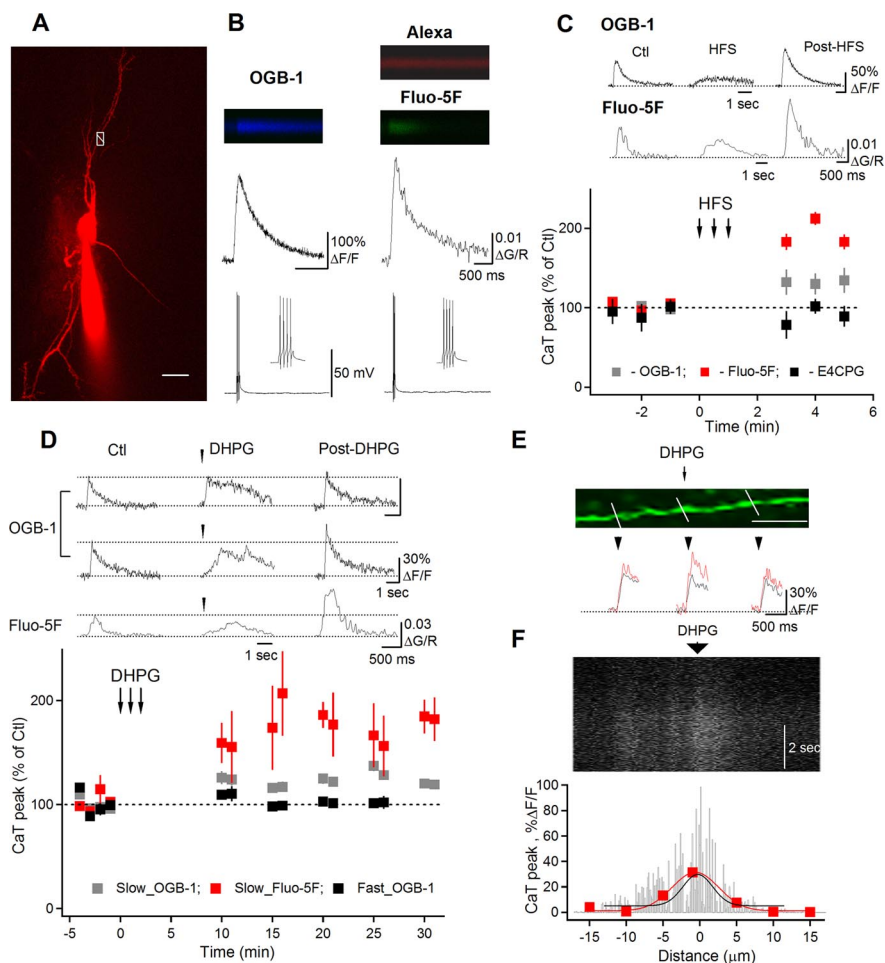 A
B
OGB-1
Alexa
Fluo-5F
100%
ΔF/F
0.01
ΔG/R
500 ms
50 mV
C
OGB-1
Ctl
HFS
Post-HFS
50%
ΔF/F
1 sec
Fluo-5F
0.01
ΔG/R
1 sec
500 ms
HFS
CaT peak (% of Ctl)
200
100
0
- OGB-1; - Fluo-5F; - E4CPG
-2 0 2 4 6
Time (min)
D
Ctl
DHPG
Post-DHPG
OGB-1
30%
ΔF/F
1 sec
Fluo-5F
0.03
ΔG/R
1 sec
500 ms
DHPG
CaT peak (% of Ctl)
200
100
0
Slow_OGB-1; Slow_Fluo-5F; Fast_OGB-1
-5 0 5 10 15 20 25 30
Time (min)
E
DHPG
30%
ΔF/F
500 ms
F
DHPG
2 sec
CaT peak , %ΔF/F
100
80
60
40
20
0
-15 -10 -5 0 5 10 15
Distance (μm)